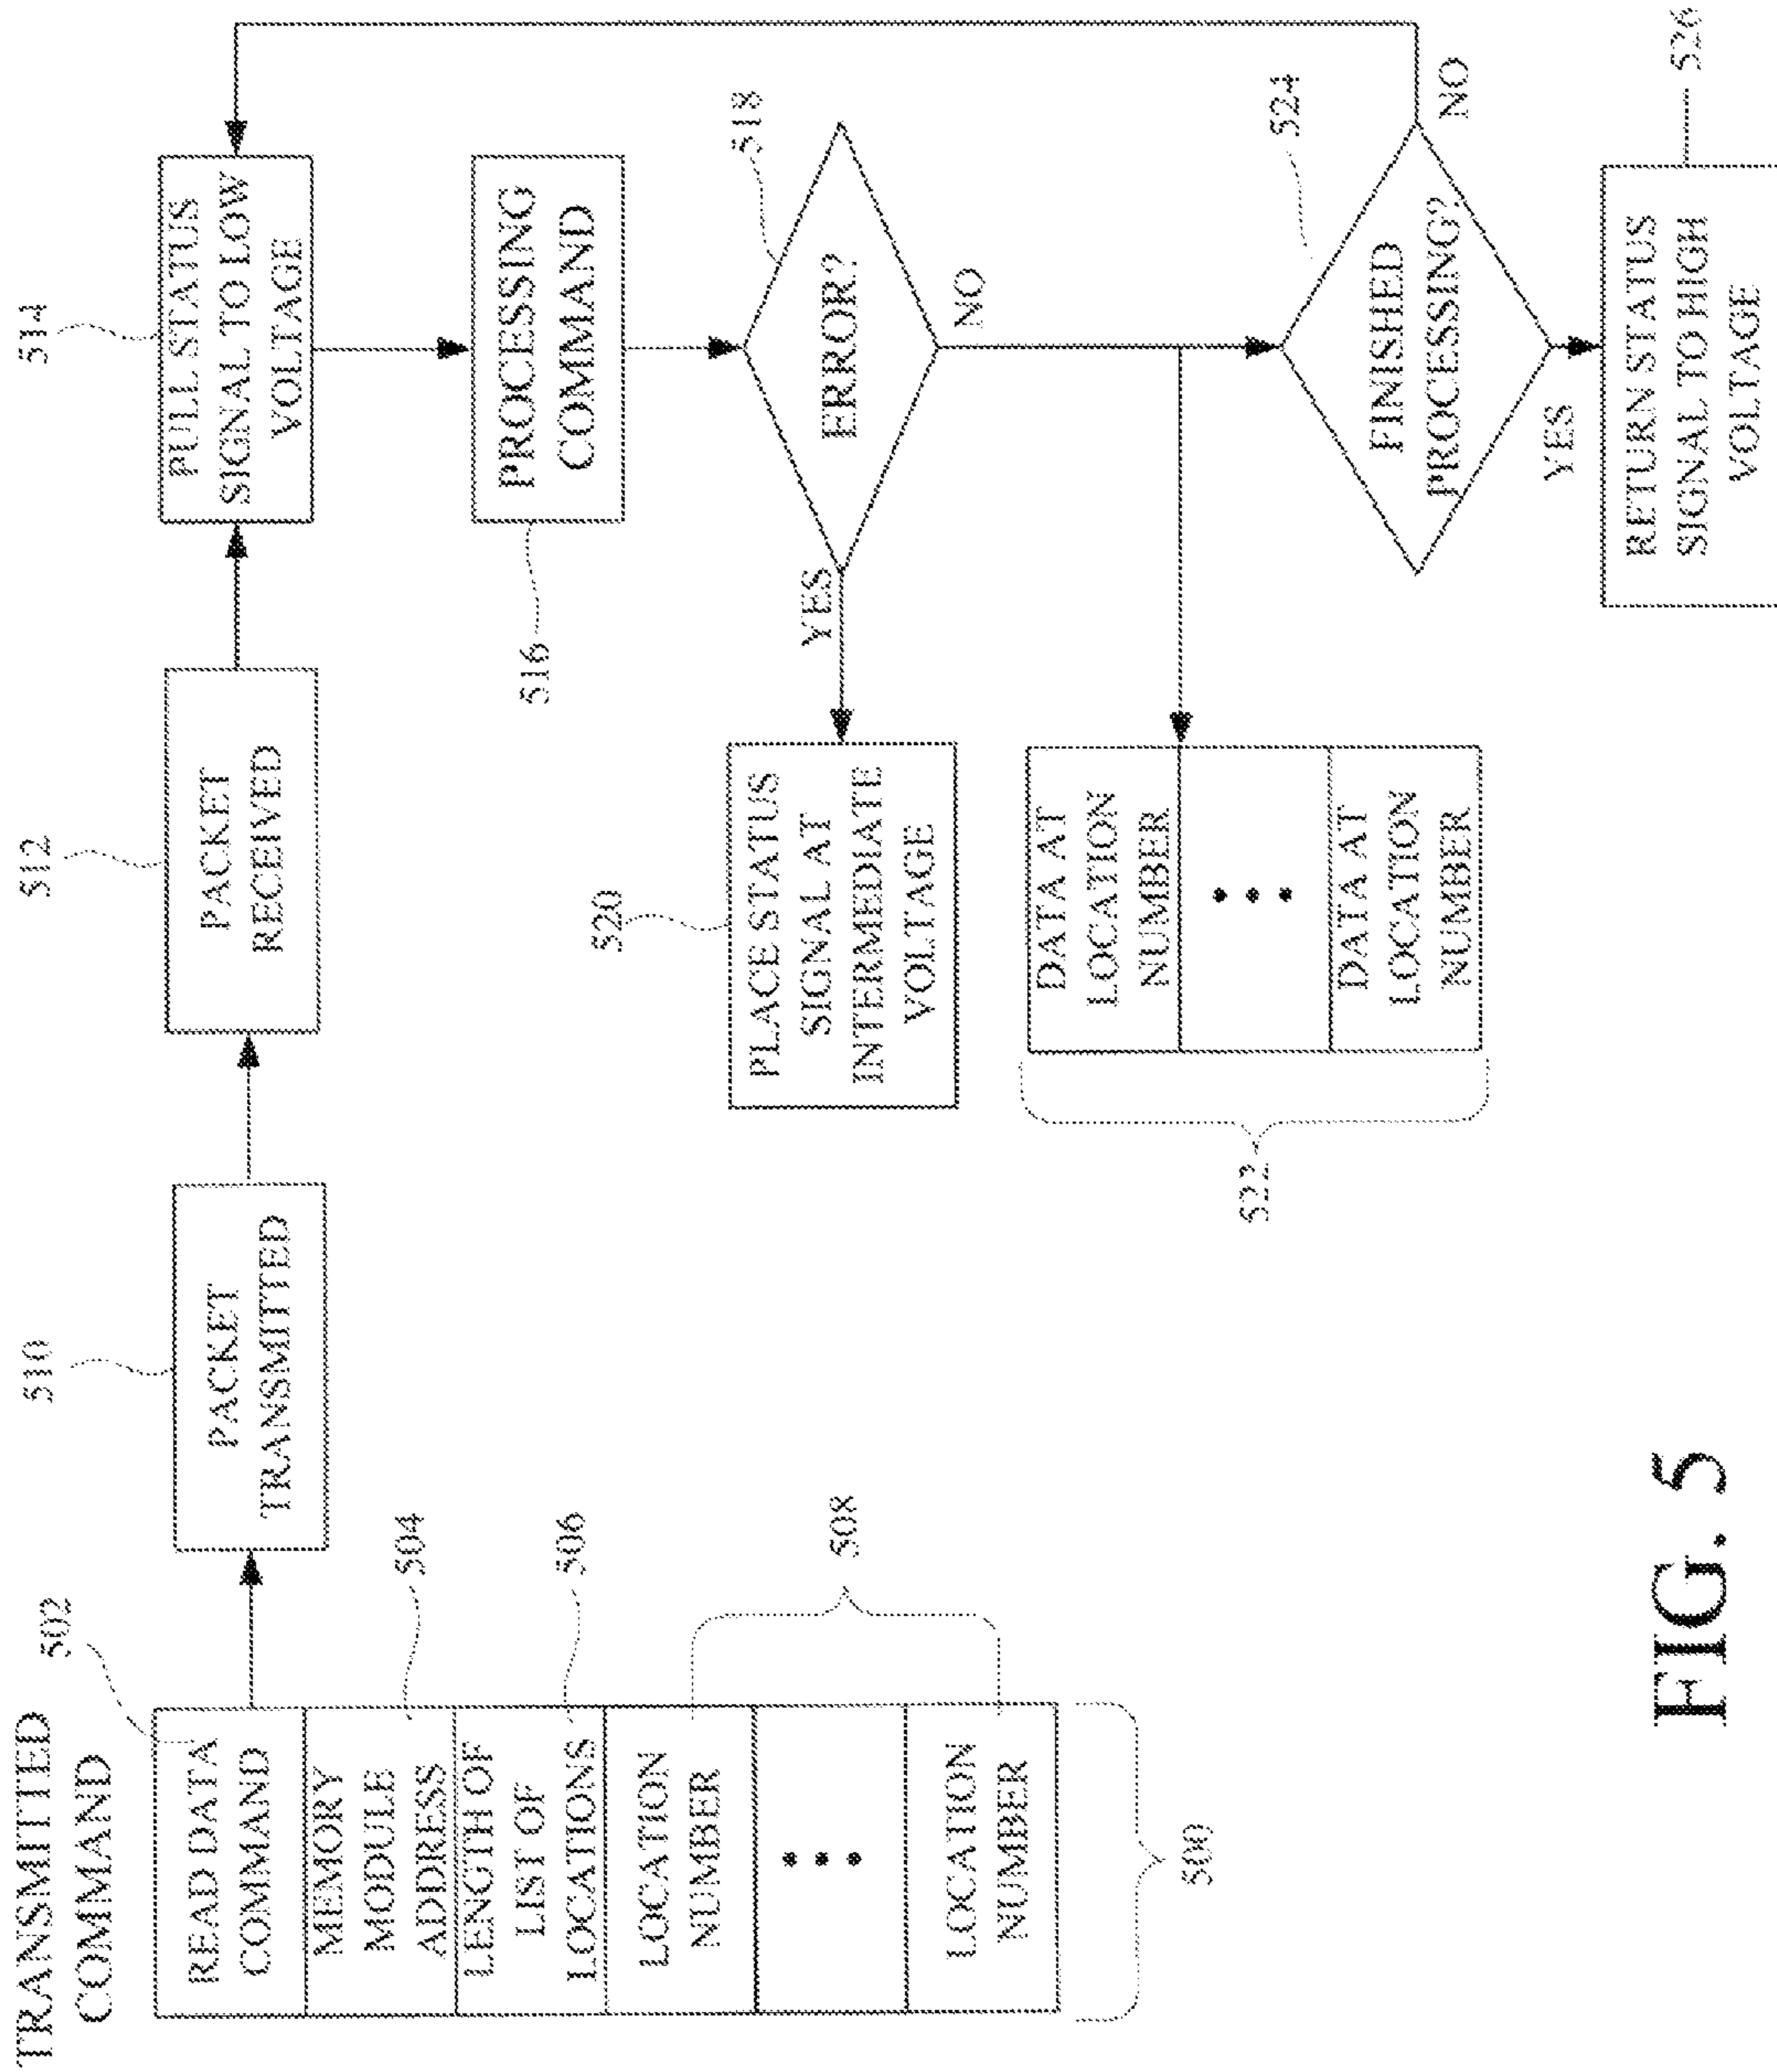 TRANSMITTED
COMMAND
502
READ DATA
COMMAND
MEMORY
MODULE
ADDRESS
504
LENGTH OF
LIST OF
LOCATIONS
506
LOCATION
NUMBER
•••
LOCATION
NUMBER
508
500
510
PACKET
TRANSMITTED
512
PACKET
RECEIVED
514
PULL STATUS
SIGNAL TO LOW
VOLTAGE
516
PROCESSING
COMMAND
518
ERROR?
YES
NO
520
PLACE STATUS
SIGNAL AT
INTERMEDIATE
VOLTAGE
DATA AT
LOCATION
NUMBER
•••
DATA AT
LOCATION
NUMBER
522
524
FINISHED
PROCESSING?
NO
YES
RETURN STATUS
SIGNAL TO HIGH
VOLTAGE
526
FIG. 5